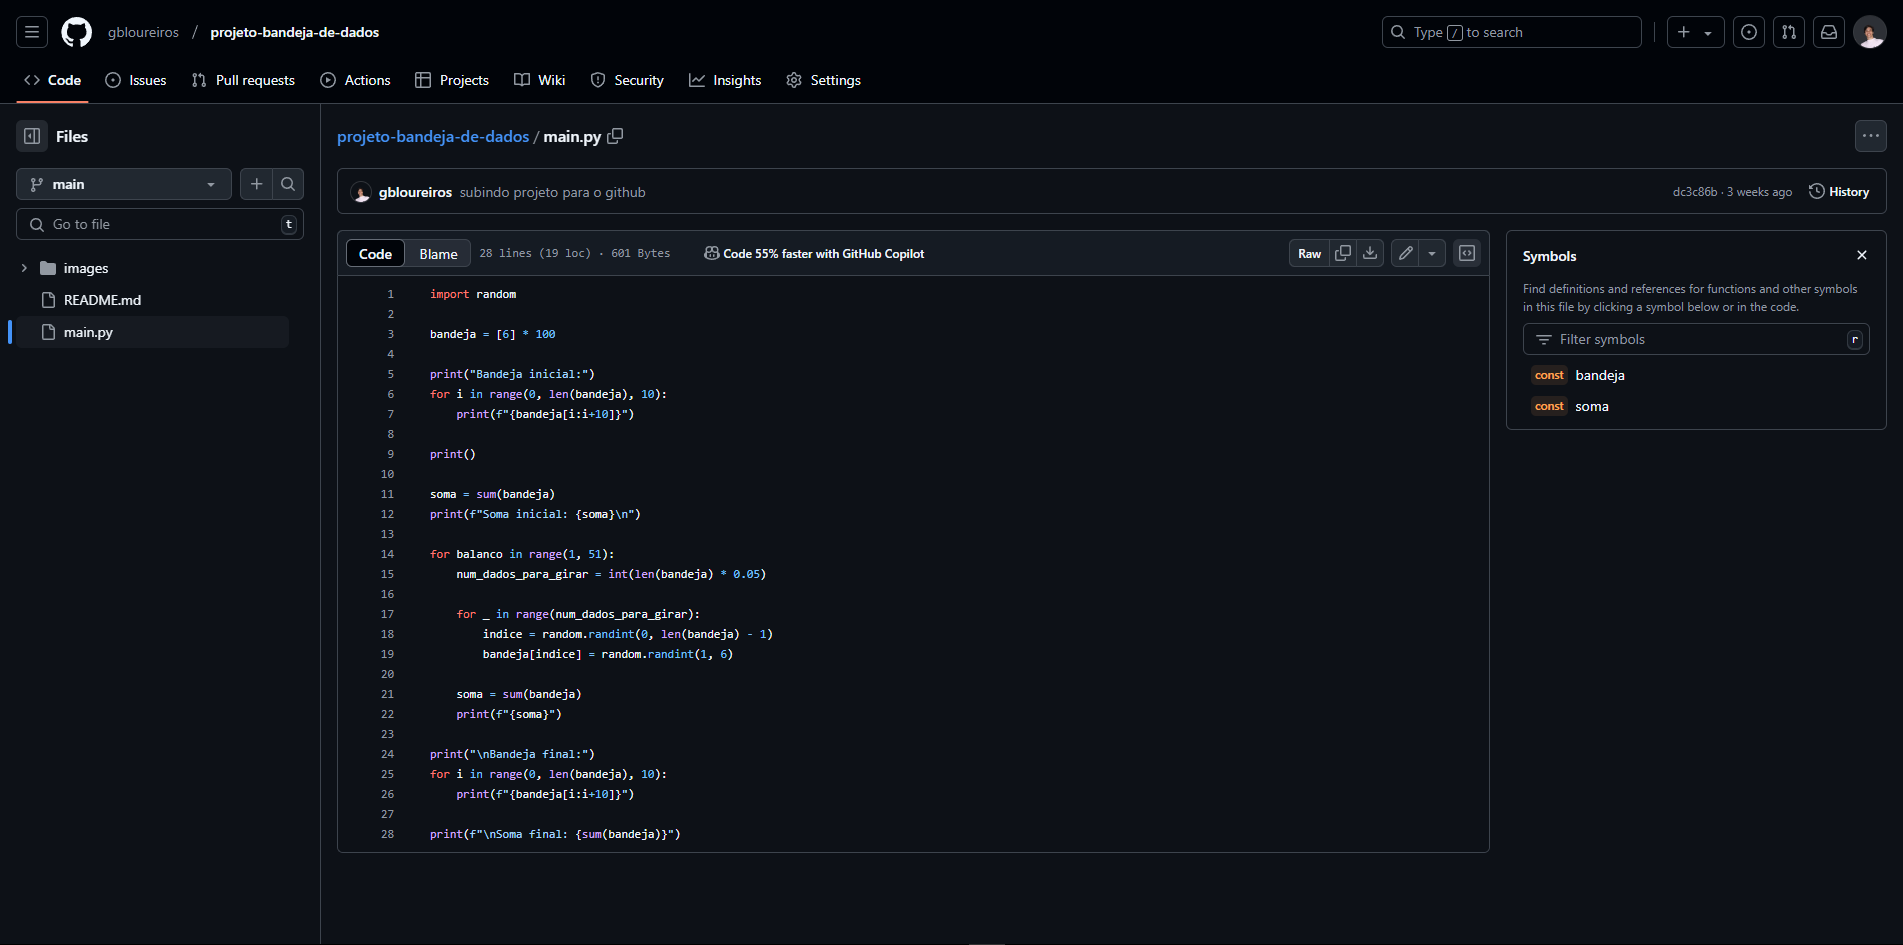 gbloureiros / projeto-bandeja-de-dados
Type / to search
Code Issues Pull requests Actions Projects Wiki Security Insights Settings
Files
main
Go to file t
images
README.md
main.py
projeto-bandeja-de-dados / main.py
gbloureiros subindo projeto para o github
dc3c86b · 3 weeks ago History
Code Blame 28 lines (19 loc) · 601 Bytes Code 55% faster with GitHub Copilot
Raw
1 import random
2
3 bandeja = [6] * 100
4
5 print("Bandeja inicial:")
6 for i in range(0, len(bandeja), 10):
7     print(f"{bandeja[i:i+10]}")
8
9 print()
10
11 soma = sum(bandeja)
12 print(f"Soma inicial: {soma}\n")
13
14 for balanco in range(1, 51):
15     num_dados_para_girar = int(len(bandeja) * 0.05)
16
17     for _ in range(num_dados_para_girar):
18         indice = random.randint(0, len(bandeja) - 1)
19         bandeja[indice] = random.randint(1, 6)
20
21     soma = sum(bandeja)
22     print(f"{soma}")
23
24 print("\nBandeja final:")
25 for i in range(0, len(bandeja), 10):
26     print(f"{bandeja[i:i+10]}")
27
28 print(f"\nSoma final: {sum(bandeja)}")
Symbols
Find definitions and references for functions and other symbols
in this file by clicking a symbol below or in the code.
Filter symbols r
const bandeja
const soma